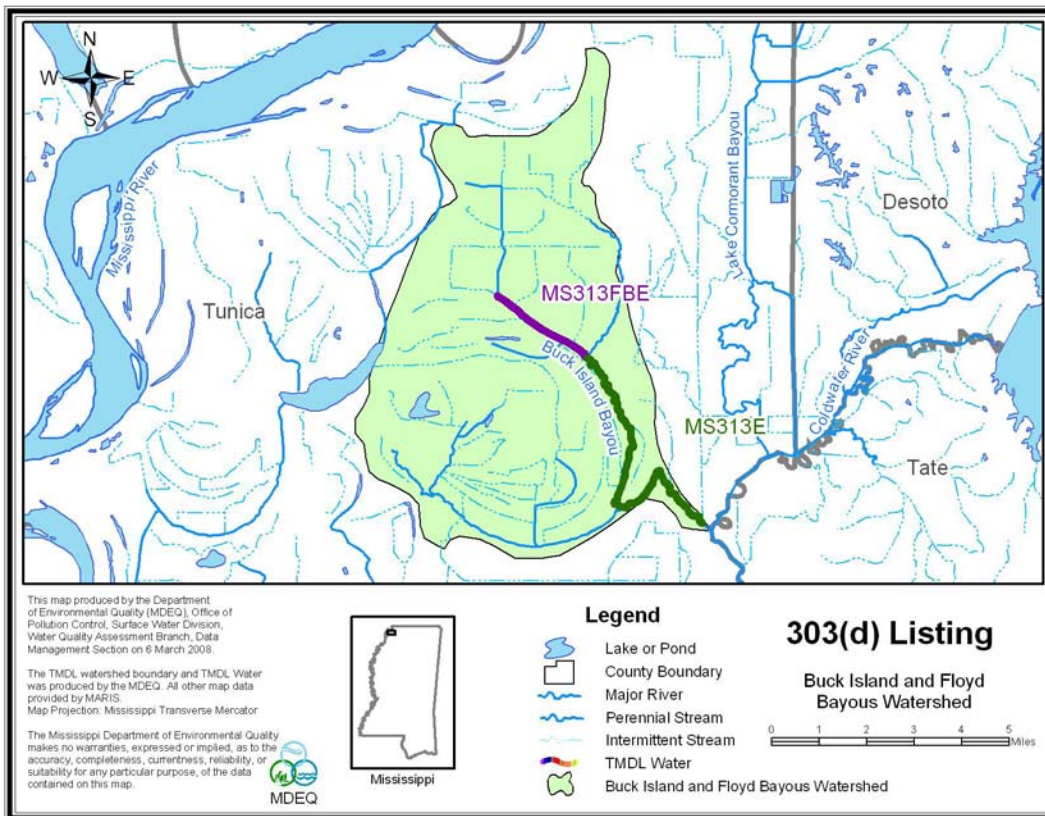 N
W
E
S
Mississippi River
Tunica
MS313FBE
Buck Island Bayou
Lake Cormorant Bayou
Desoto
Coldwater River
MS313E
Tate
This map produced by the Department
of Environmental Quality (MDEQ), Office of
Pollution Control, Surface Water Division,
Water Quality Assessment Branch, Data
Management Section on 6 March 2008.
The TMDL watershed boundary and TMDL Water
was produced by the MDEQ. All other map data
provided by MARIS.
Map Projection: Mississippi Transverse Mercator
The Mississippi Department of Environmental Quality
makes no warranties, expressed or implied, as to the
accuracy, completeness, currentness, reliability, or
suitability for any particular purpose, of the data
contained on this map.
MDEQ
Mississippi
Legend
Lake or Pond
County Boundary
Major River
Perennial Stream
Intermittent Stream
TMDL Water
Buck Island and Floyd Bayous Watershed
303(d) Listing
Buck Island and Floyd
Bayous Watershed
0 1 2 3 4 5
Miles